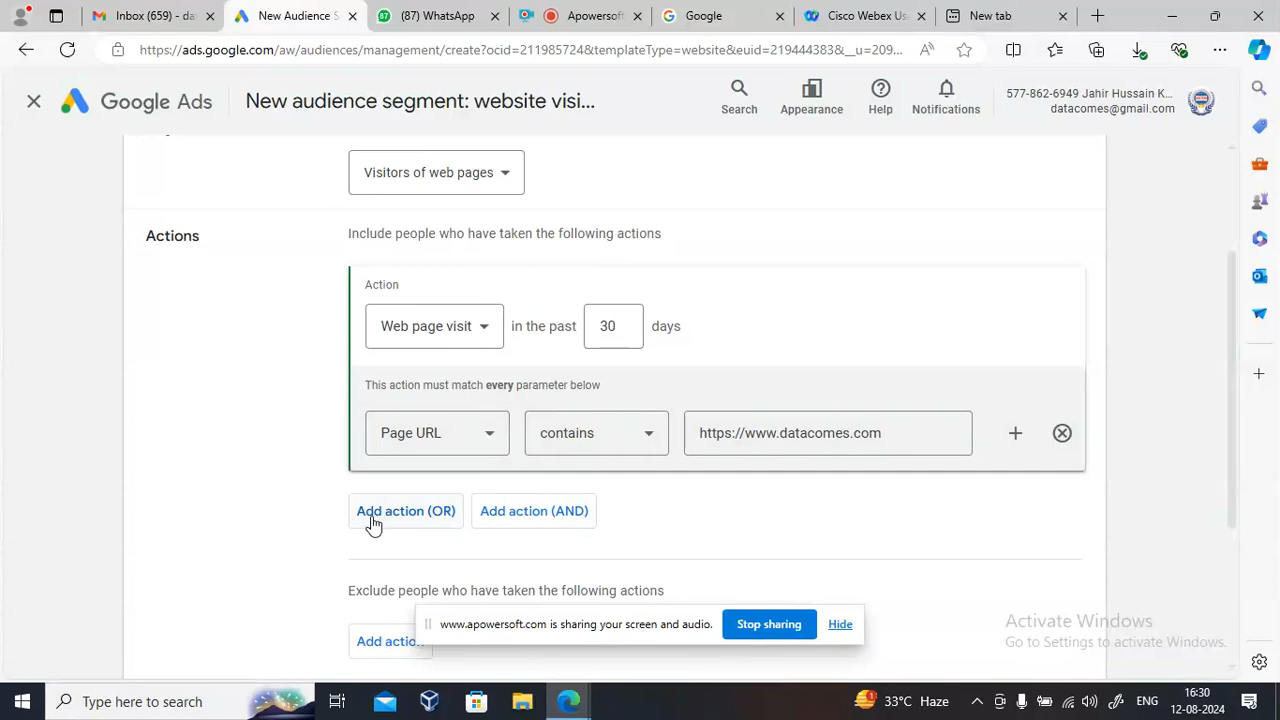 Inbox (659) - da
New Audience S
(87) WhatsApp
Apowersoft.c
Google
Cisco Webex Us
New tab
https://ads.google.com/aw/audiences/management/create?ocid=211985724&templateType=website&euid=219444383&__u=209...
Google Ads
New audience segment: website visi...
Search
Appearance
Help
Notifications
577-862-6949 Jahir Hussain K...
datacomes@gmail.com
Visitors of web pages
Actions
Include people who have taken the following actions
Action
Web page visit in the past 30 days
This action must match every parameter below
Page URL contains https://www.datacomes.com
Add action (OR) Add action (AND)
Exclude people who have taken the following actions
www.apowersoft.com is sharing your screen and audio. Stop sharing Hide
Add action
Activate Windows
Go to Settings to activate Windows.
Type here to search
1
33°C Haze
ENG
16:30
12-08-2024